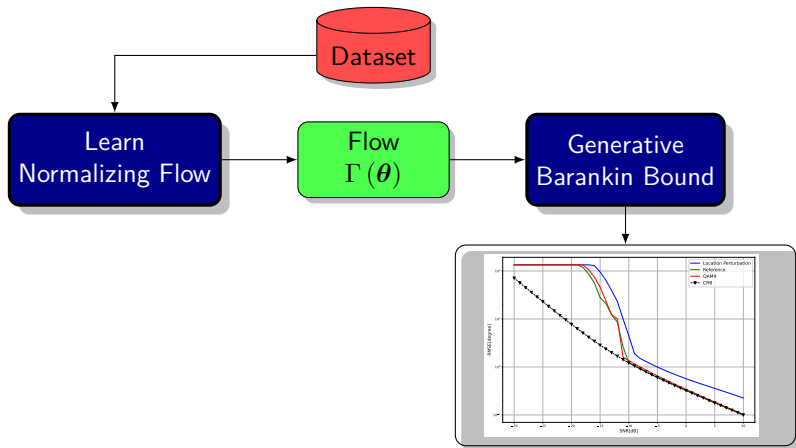 Dataset
Learn
Normalizing Flow
Flow
Γ (θ)
Generative
Barankin Bound
Location Perturbation
Reference
QAM4
CRB
RMSE[degree]
SNR[dB]